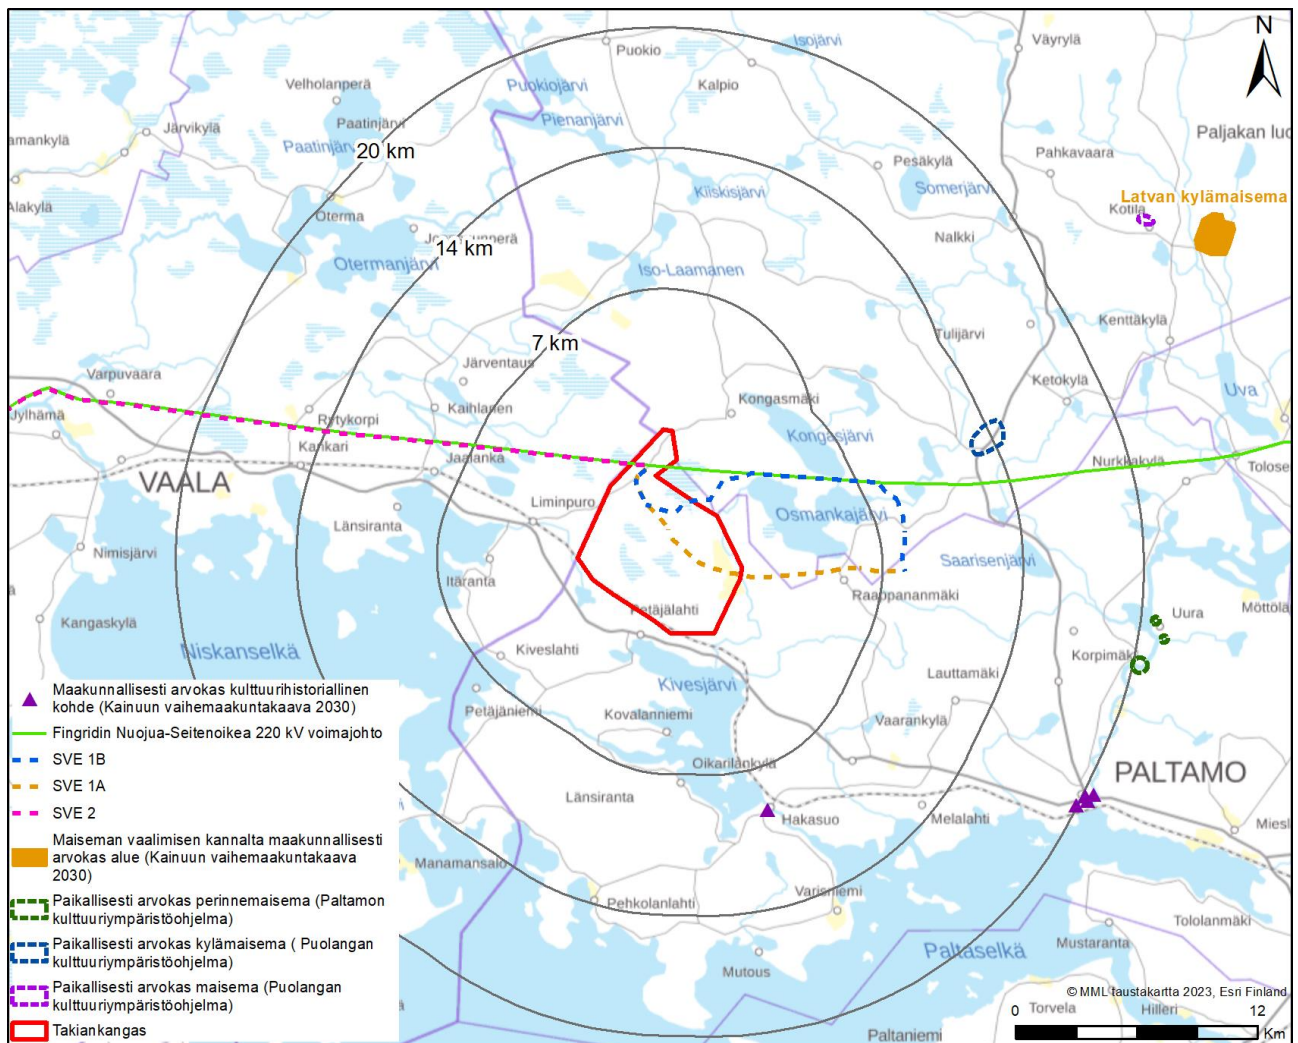 N
Puokio
Isojärvi
Väyrylä
Velholanperä
Puokiojärvi
Kalpio
Järvikylä
Paatinjärvi
Pienanjärvi
Paljakan luo
amankylä
20 km
Pesäkylä
Pahkavaara
Kiiskisjärvi
Somerjärvi
Latvan kylämaisema
Alakylä
Oterma
Kotila
14 km
Nalkki
Otermanjärvi
Iso-Laamanen
Kenttäkylä
7 km
Tulijärvi
Järventaus
Varpuvaara
Ketokylä
Uva
Jylhämä
Rytykorpi
Kaihlanen
Kongasmäki
Kankari
Kongasjärvi
Jaalanka
Nurkkakylä
Tolose
VAALA
Liminpuro
Osmankajärvi
Länsiranta
Nimisjärvi
Saarisenjärvi
Itäranta
Raappananmäki
Kangaskylä
Petäjälahti
Uura
Möttölä
Niskanselkä
Kiveslahti
Korpimäki
Lauttamäki
Kivesjärvi
Petäjäniemi
Kovalanniemi
Vaarankylä
Oikarilankylä
PALTAMO
Länsiranta
Hakasuo
Melalahti
Miesl
Manamansalo
Varisniemi
Pehkolanlahti
Tololanmäki
Mustaranta
Paltaselkä
Mutous
© MML taustakartta 2023, Esri Finland
Torvela
Hilleri
Paltaniemi
0
12
Km
Maakunnallisesti arvokas kulttuurihistoriallinen
kohde (Kainuun vaihemaakuntakaava 2030)
Fingridin Nuojua-Seitenoikea 220 kV voimajohto
SVE 1B
SVE 1A
SVE 2
Maiseman vaalimisen kannalta maakunnallisesti
arvokas alue (Kainuun vaihemaakuntakaava
2030)
Paikallisesti arvokas perinnemaisema (Paltamon
kulttuuriympäristöohjelma)
Paikallisesti arvokas kylämaisema ( Puolangan
kulttuuriympäristöohjelma)
Paikallisesti arvokas maisema (Puolangan
kulttuuriympäristöohjelma)
Takiankangas